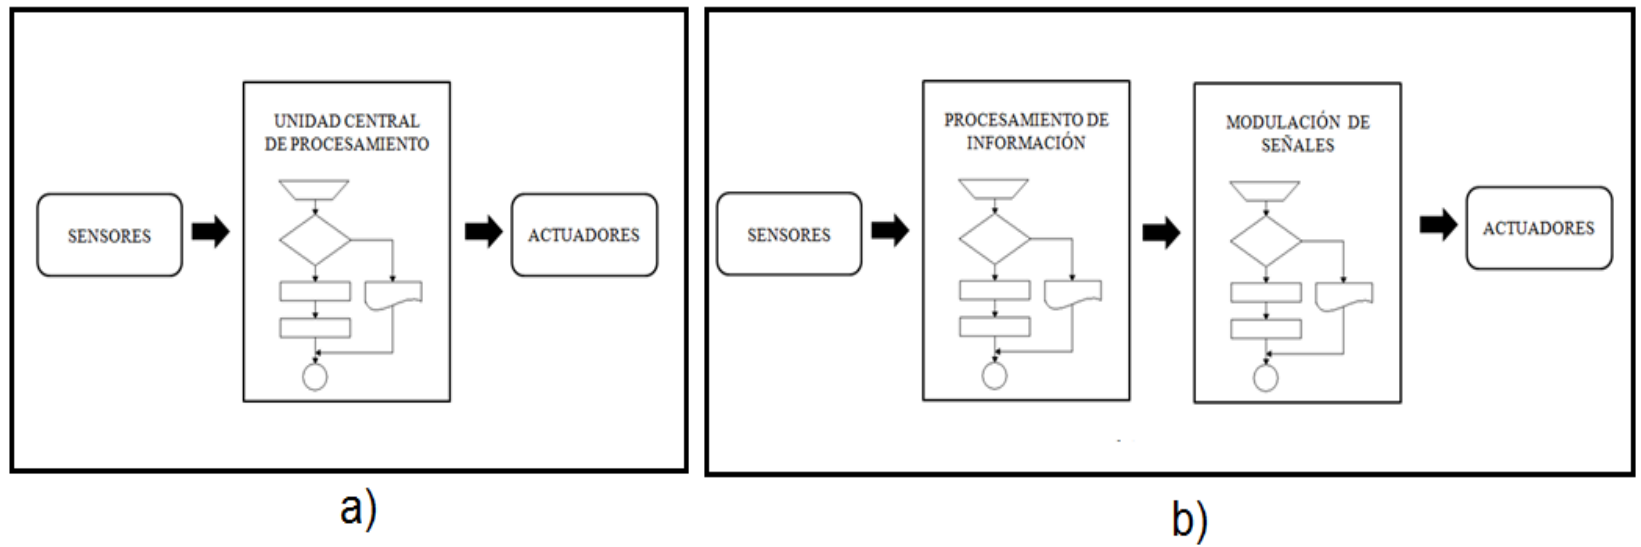 UNIDAD CENTRAL
DE PROCESAMIENTO
SENSORES
ACTUADORES
a)
PROCESAMIENTO DE
INFORMACIÓN
MODULACIÓN DE
SEÑALES
SENSORES
ACTUADORES
b)